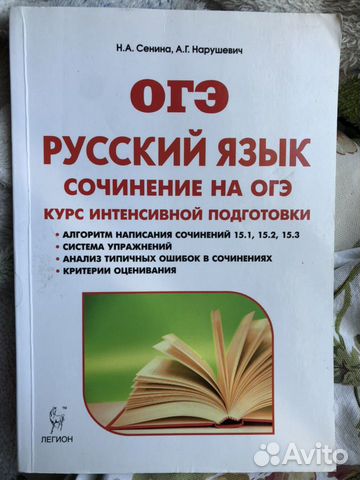 Н.А. Сенина, А.Г. Нарушевич
ОГЭ
РУССКИЙ ЯЗЫК
СОЧИНЕНИЕ НА ОГЭ
КУРС ИНТЕНСИВНОЙ ПОДГОТОВКИ
• АЛГОРИТМ НАПИСАНИЯ СОЧИНЕНИЙ 15.1, 15.2, 15.3
• СИСТЕМА УПРАЖНЕНИЙ
• АНАЛИЗ ТИПИЧНЫХ ОШИБОК В СОЧИНЕНИЯХ
• КРИТЕРИИ ОЦЕНИВАНИЯ
TM
ЛЕГИОН
Avito